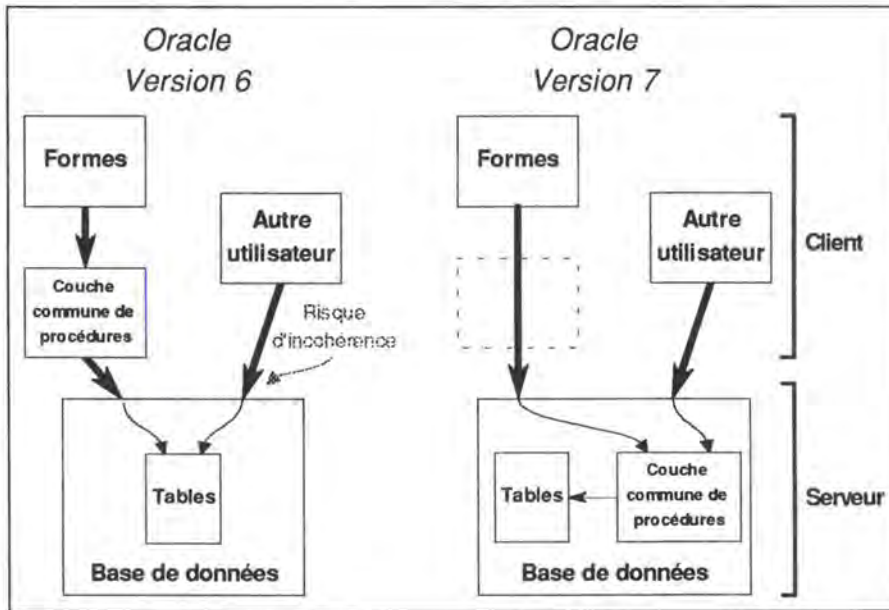 Oracle
Version 6
Formes
Autre
utilisateur
Couche
commune de
procédures
Risque
d'incohérence
Tables
Base de données
Oracle
Version 7
Formes
Autre
utilisateur
Client
Tables
Couche
commune de
procédures
Base de données
Serveur